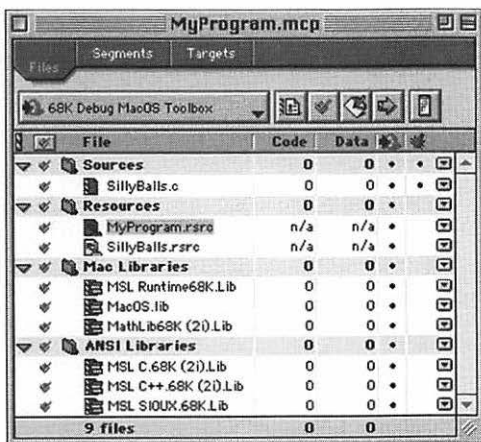 MyProgram.mcp
Files Segments Targets
68K Debug MacOS Toolbox
File Code Data
Sources 0 0
SillyBalls.c 0 0
Resources 0 0
MyProgram.rsrc n/a n/a
SillyBalls.rsrc n/a n/a
Mac Libraries 0 0
MSL Runtime68K.Lib 0 0
MacOS.lib 0 0
MathLib68K (2i).Lib 0 0
ANSI Libraries 0 0
MSL C.68K (2i).Lib 0 0
MSL C++.68K (2i).Lib 0 0
MSL SIOUX.68K.Lib 0 0
9 files 0 0